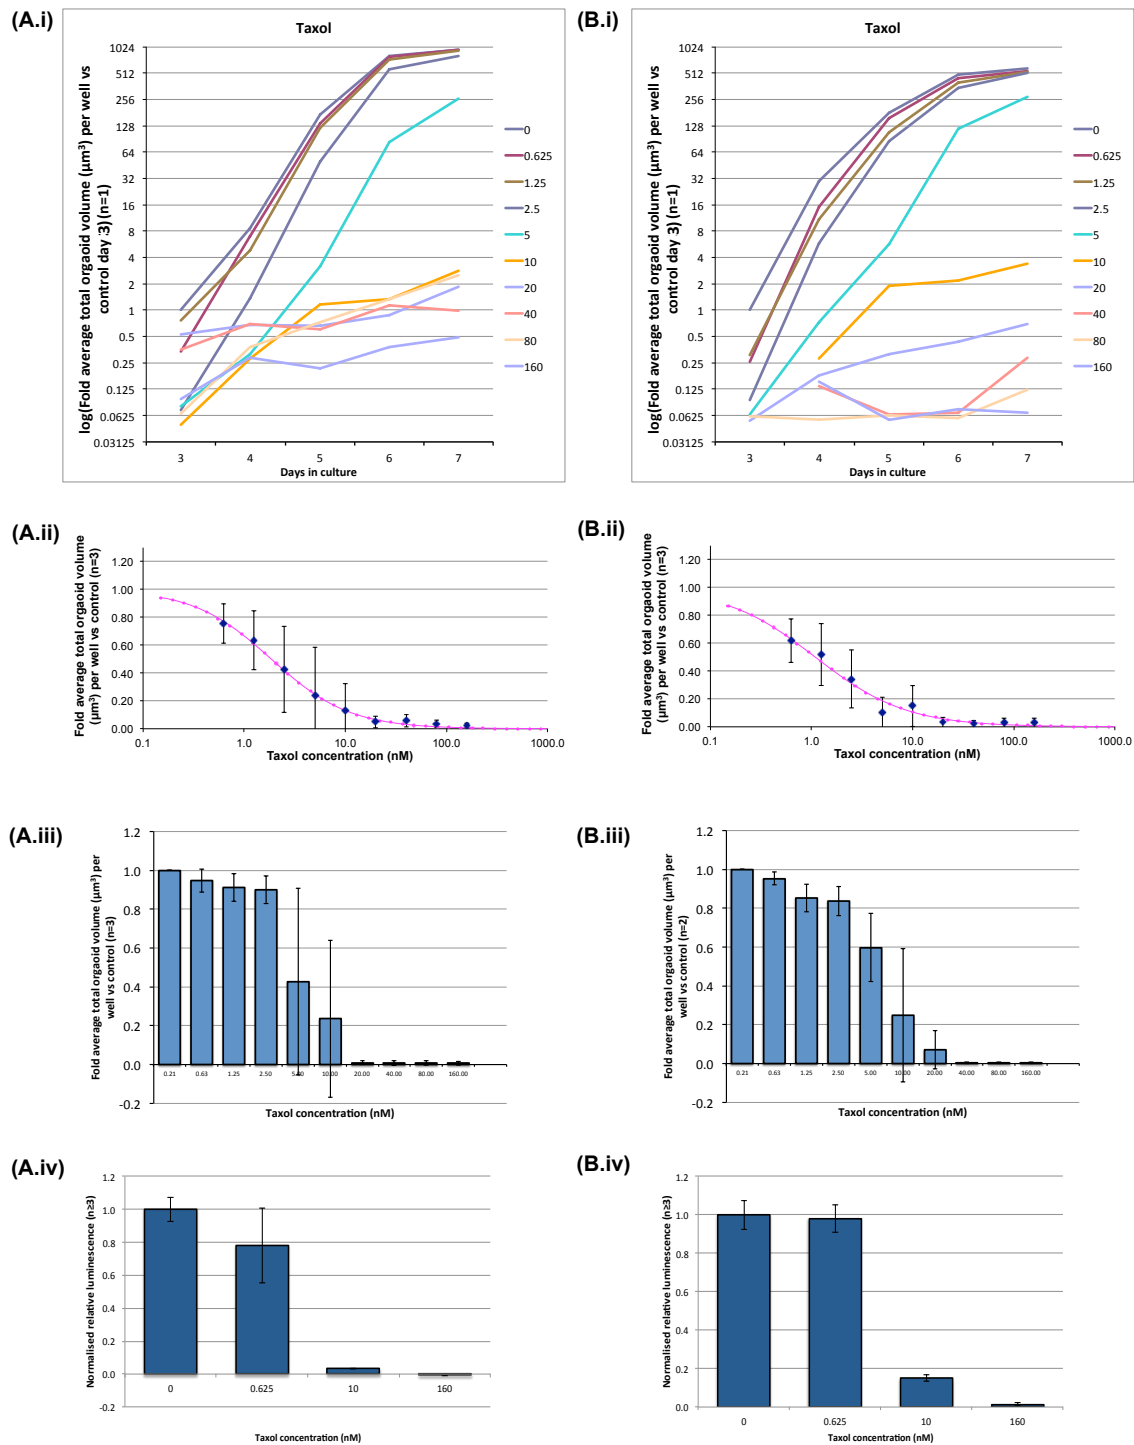 (A.i)
Taxol
log(Fold average total orgaoid volume (µm³) per well vs
control day 3) (n=1)
1024
512
256
128
64
32
16
8
4
2
1
0.5
0.25
0.125
0.0625
0.03125
3 4 5 6 7
Days in culture
0
0.625
1.25
2.5
5
10
20
40
80
160
(B.i)
Taxol
log(Fold average total orgaoid volume (µm³) per well vs
control day 3) (n=1)
1024
512
256
128
64
32
16
8
4
2
1
0.5
0.25
0.125
0.0625
0.03125
3 4 5 6 7
Days in culture
0
0.625
1.25
2.5
5
10
20
40
80
160
(A.ii)
Fold average total orgaoid volume
(µm³) per well vs control (n=3)
1.20
1.00
0.80
0.60
0.40
0.20
0.00
0.1 1.0 10.0 100.0 1000.0
Taxol concentration (nM)
(B.ii)
Fold average total orgaoid volume
(µm³) per well vs control (n=3)
1.20
1.00
0.80
0.60
0.40
0.20
0.00
0.1 1.0 10.0 100.0 1000.0
Taxol concentration (nM)
(A.iii)
Fold average total orgaoid volume (µm³) per
well vs control (n=3)
1.2
1.0
0.8
0.6
0.4
0.2
0.0
-0.2
0.21 0.63 1.25 2.50 5.00 10.00 20.00 40.00 80.00 160.00
Taxol concentration (nM)
(B.iii)
Fold average total orgaoid volume (µm³) per
well vs control (n=2)
1.2
1.0
0.8
0.6
0.4
0.2
0.0
-0.2
0.21 0.63 1.25 2.50 5.00 10.00 20.00 40.00 80.00 160.00
Taxol concentration (nM)
(A.iv)
Normalised relative luminescence (n≥3)
1.2
1.0
0.8
0.6
0.4
0.2
0.0
-0.2
0 0.625 10 160
Taxol concentration (nM)
(B.iv)
Normalised relative luminescence (n≥3)
1.2
1.0
0.8
0.6
0.4
0.2
0.0
0 0.625 10 160
Taxol concentration (nM)